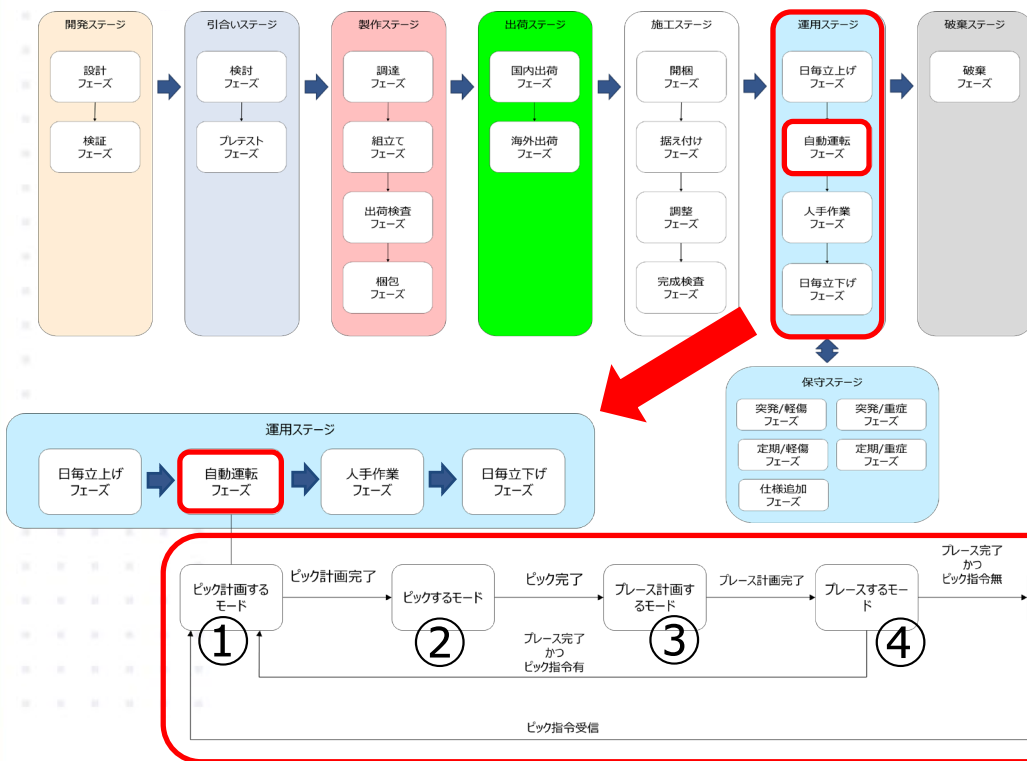 開発ステージ
設計
フェーズ
検証
フェーズ
引合いステージ
検討
フェーズ
プレテスト
フェーズ
製作ステージ
調達
フェーズ
組立て
フェーズ
出荷検査
フェーズ
梱包
フェーズ
出荷ステージ
国内出荷
フェーズ
海外出荷
フェーズ
施工ステージ
開梱
フェーズ
据え付け
フェーズ
調整
フェーズ
完成検査
フェーズ
運用ステージ
日毎立上げ
フェーズ
自動運転
フェーズ
人手作業
フェーズ
日毎立下げ
フェーズ
破棄ステージ
破棄
フェーズ
保守ステージ
突発/軽傷
フェーズ
突発/重症
フェーズ
定期/軽傷
フェーズ
定期/重症
フェーズ
仕様追加
フェーズ
運用ステージ
日毎立上げ
フェーズ
自動運転
フェーズ
人手作業
フェーズ
日毎立下げ
フェーズ
ピック計画する
モード
①
ピック計画完了
ピックするモード
②
ピック完了
プレース計画す
るモード
③
プレース計画完了
プレースするモー
ド
④
プレース完了
かつ
ピック指令無
プレース完了
かつ
ピック指令有
ピック指令受信